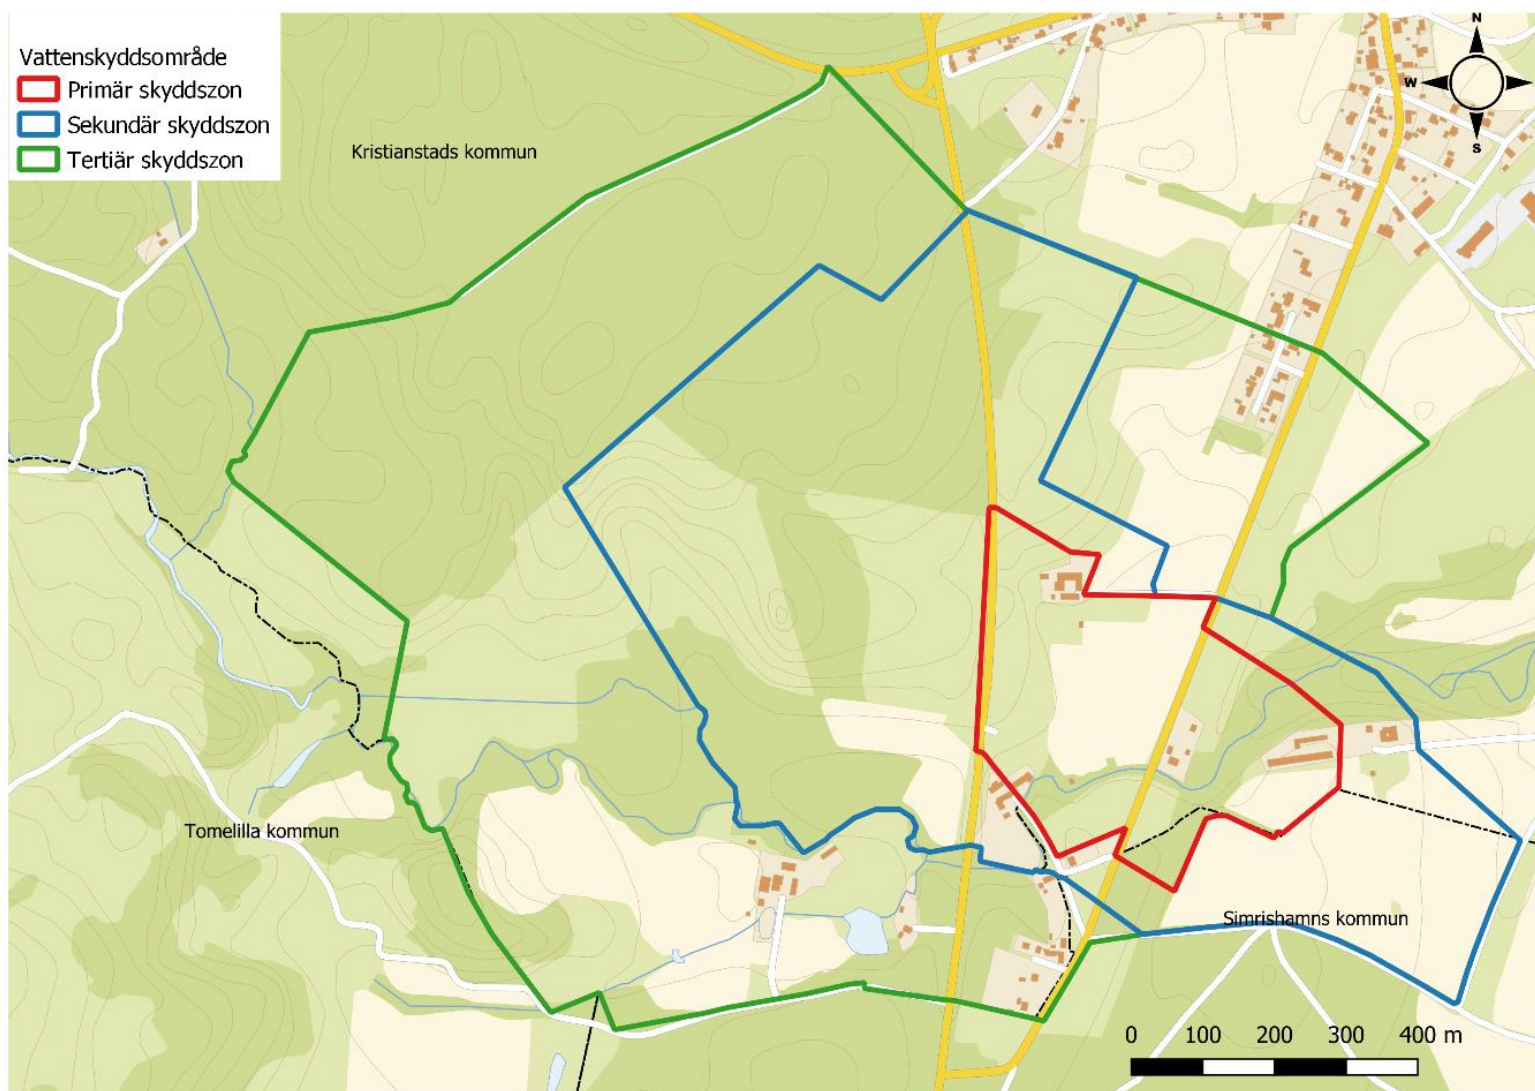 Vattenskyddsområde
Primär skyddszon
Sekundär skyddszon
Tertiär skyddszon
Kristianstads kommun
N
W
S
Tomelilla kommun
Simrishamns kommun
0 100 200 300 400 m